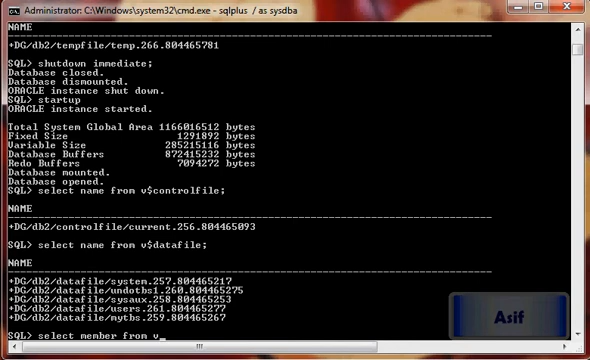 Administrator: C:\Windows\system32\cmd.exe - sqlplus / as sysdba
NAME
--------------------------------------------------------------------------------
+DG/db2/tempfile/temp.266.804465781
SQL> shutdown immediate;
Database closed.
Database dismounted.
ORACLE instance shut down.
SQL> startup
ORACLE instance started.
Total System Global Area 1166016512 bytes
Fixed Size 1291892 bytes
Variable Size 285215116 bytes
Database Buffers 872415232 bytes
Redo Buffers 7094272 bytes
Database mounted.
Database opened.
SQL> select name from v$controlfile;
NAME
--------------------------------------------------------------------------------
+DG/db2/controlfile/current.256.804465093
SQL> select name from v$datafile;
NAME
--------------------------------------------------------------------------------
+DG/db2/datafile/system.257.804465217
+DG/db2/datafile/undotbs1.260.804465275
+DG/db2/datafile/sysaux.258.804465253
+DG/db2/datafile/users.261.804465277
+DG/db2/datafile/mytbs.259.804465267
Asif
SQL> select member from v_